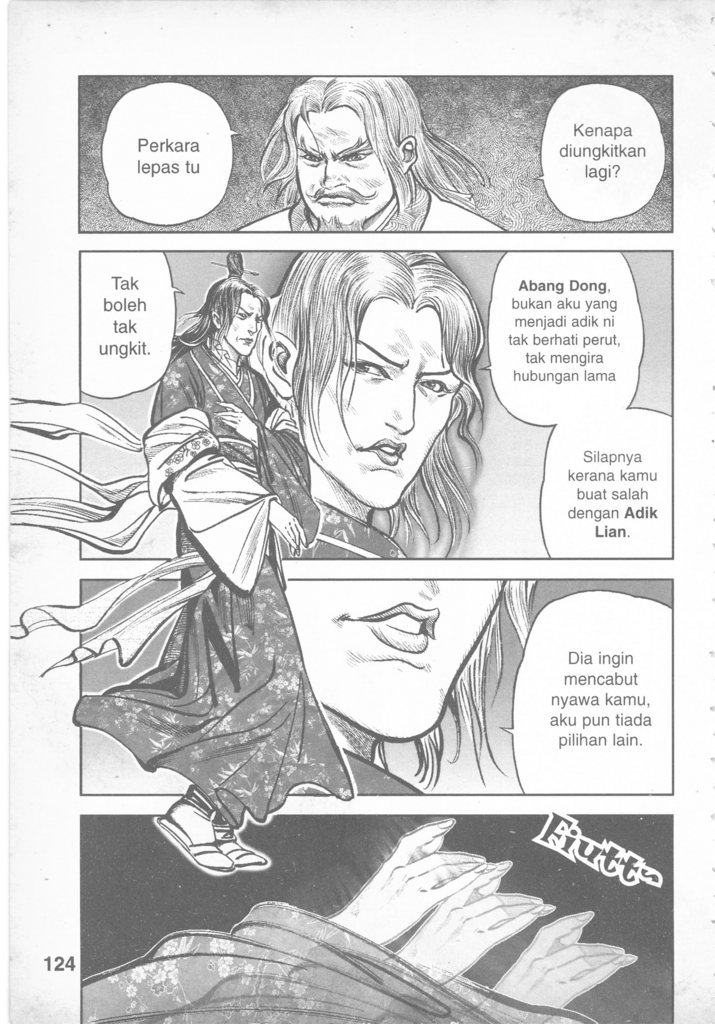 Perkara
lepas tu
Kenapa
diungkitkan
lagi?
Tak
boleh
tak
ungkit.
Abang Dong,
bukan aku yang
menjadi adik ni
tak berhati perut,
tak mengira
hubungan lama
Silapnya
kerana kamu
buat salah
dengan Adik
Lian.
Dia ingin
mencabut
nyawa kamu,
aku pun tiada
pilihan lain.
Fiutt~
124